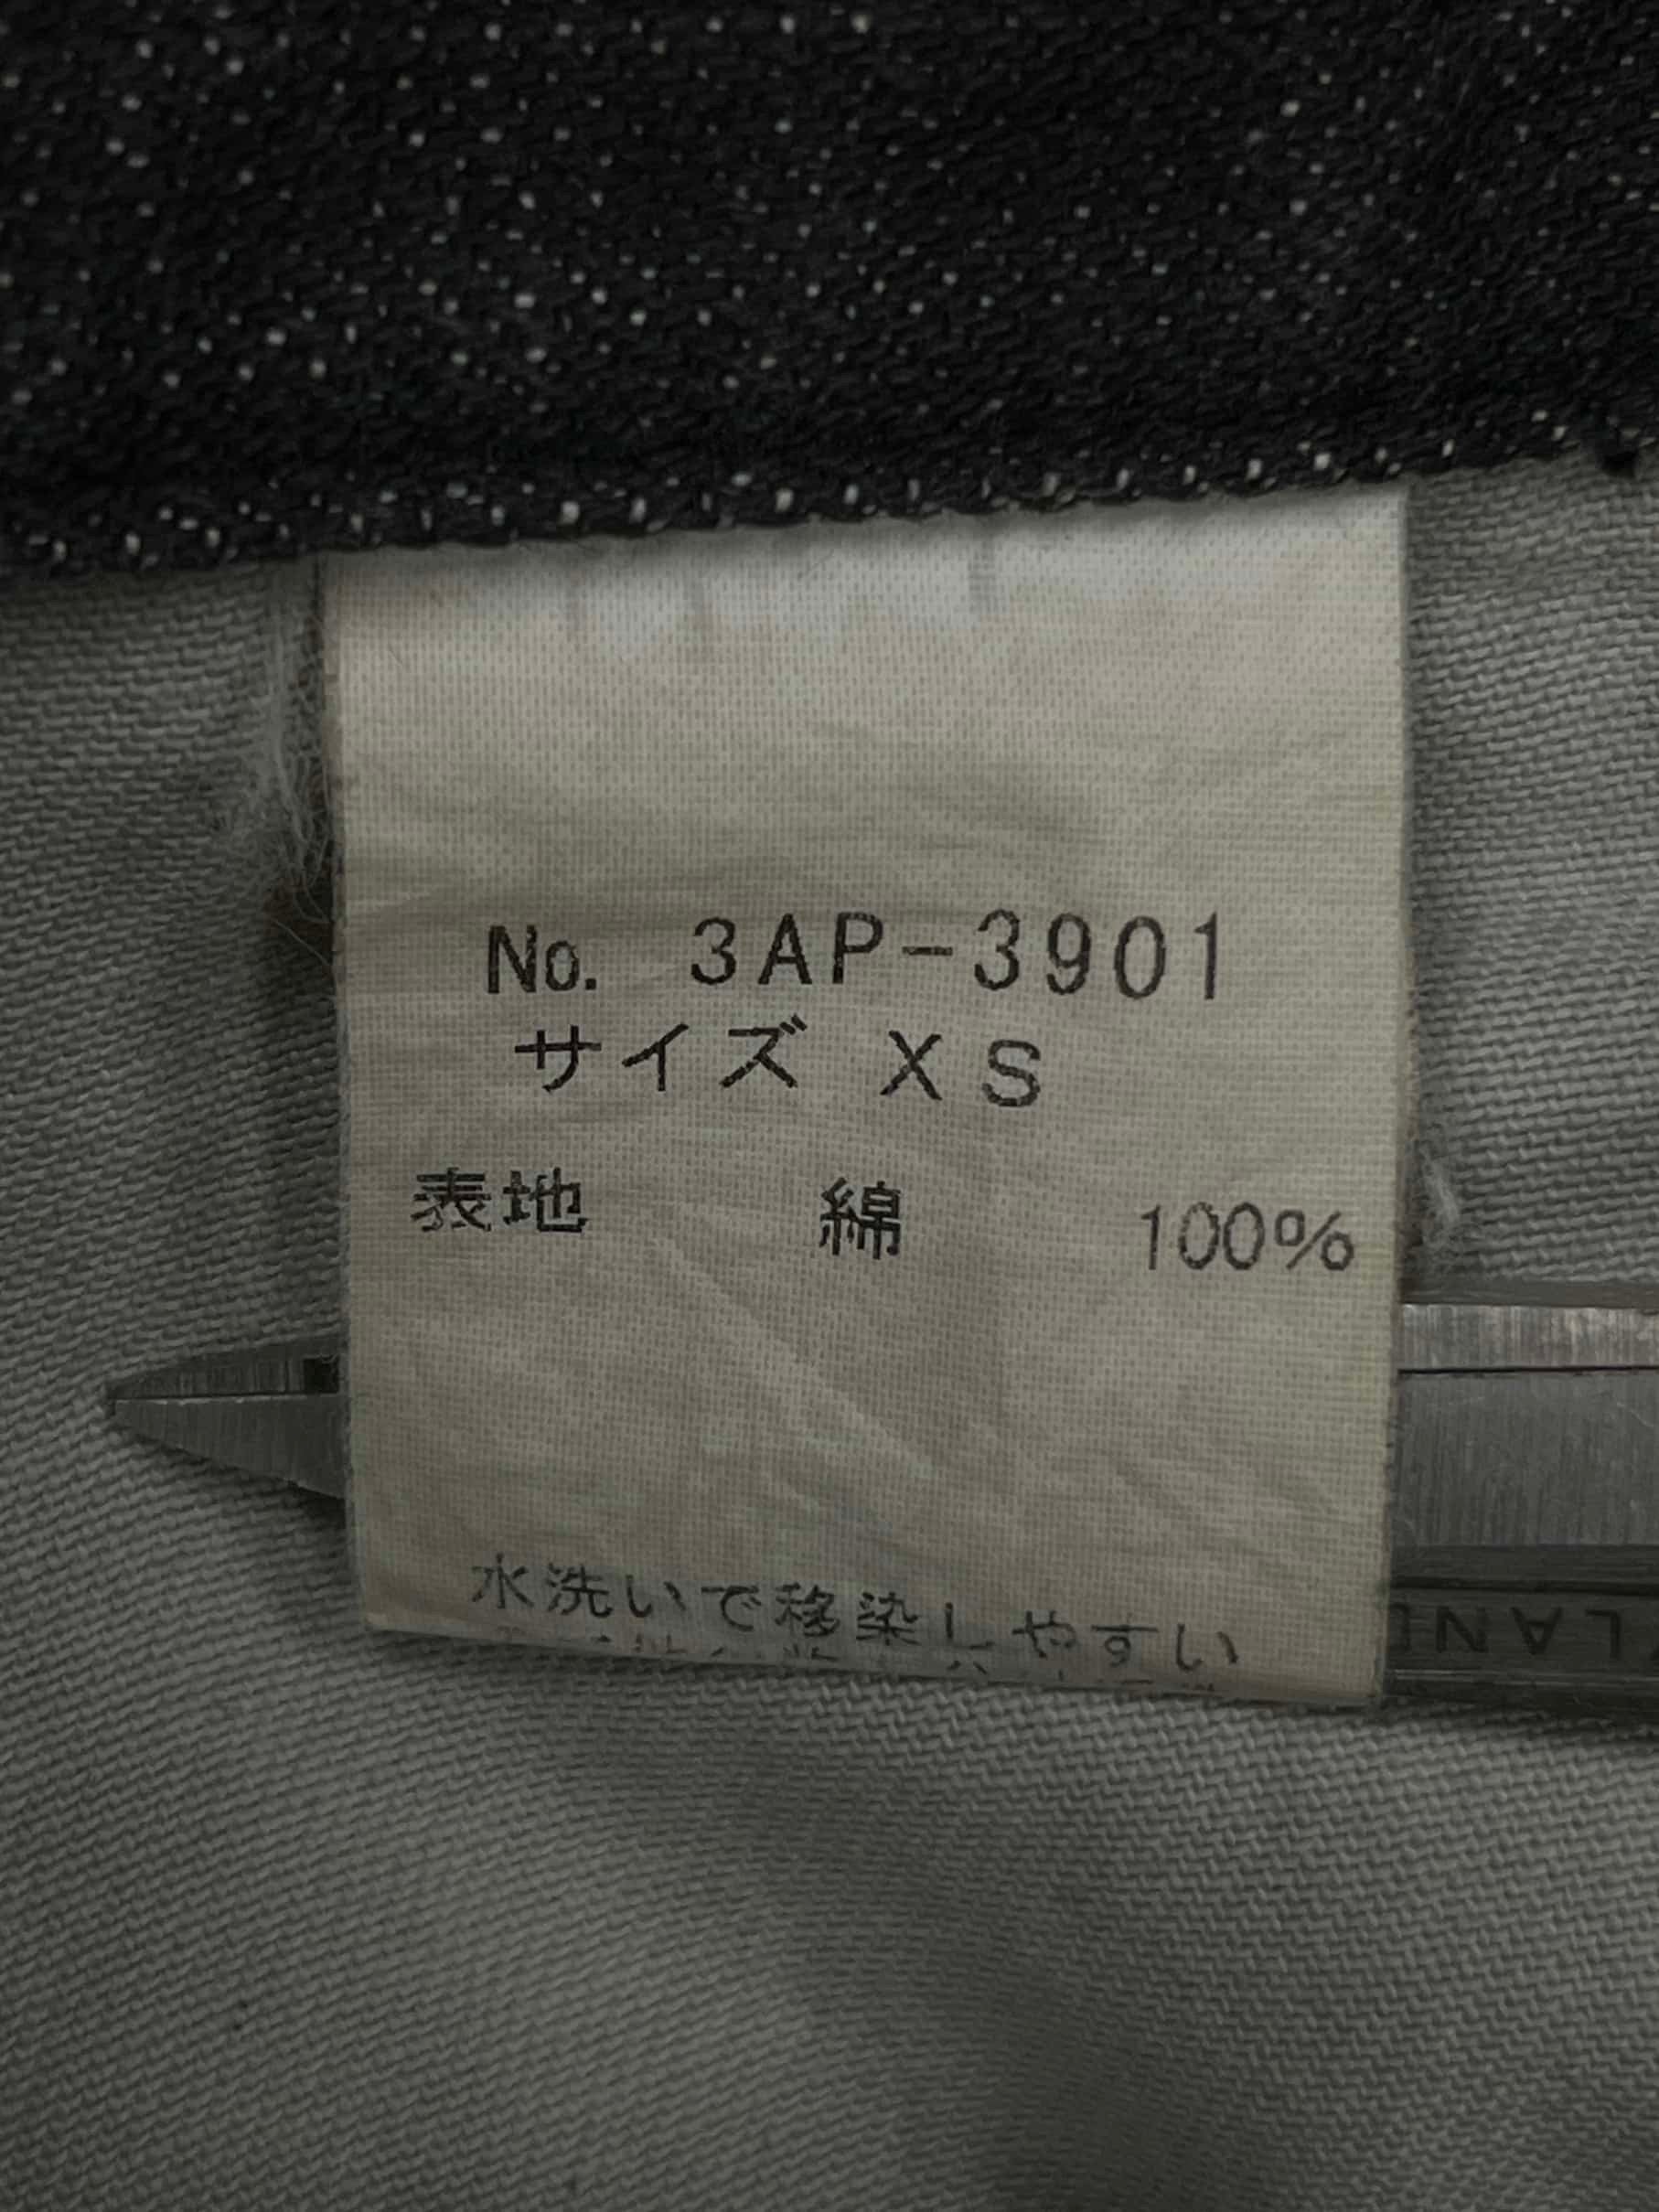 No. 3AP-3901
サイズ XS
表地 綿 100%
水洗いで移染しやすい